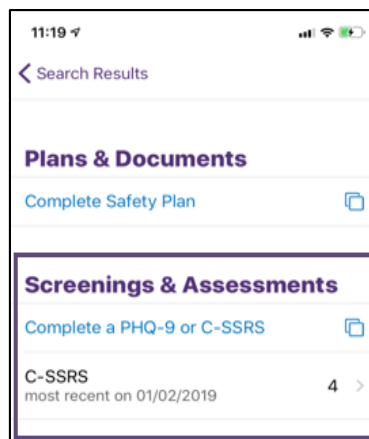 11:19
Search Results
Plans & Documents
Complete Safety Plan
Screenings & Assessments
Complete a PHQ-9 or C-SSRS
C-SSRS
4
most recent on 01/02/2019